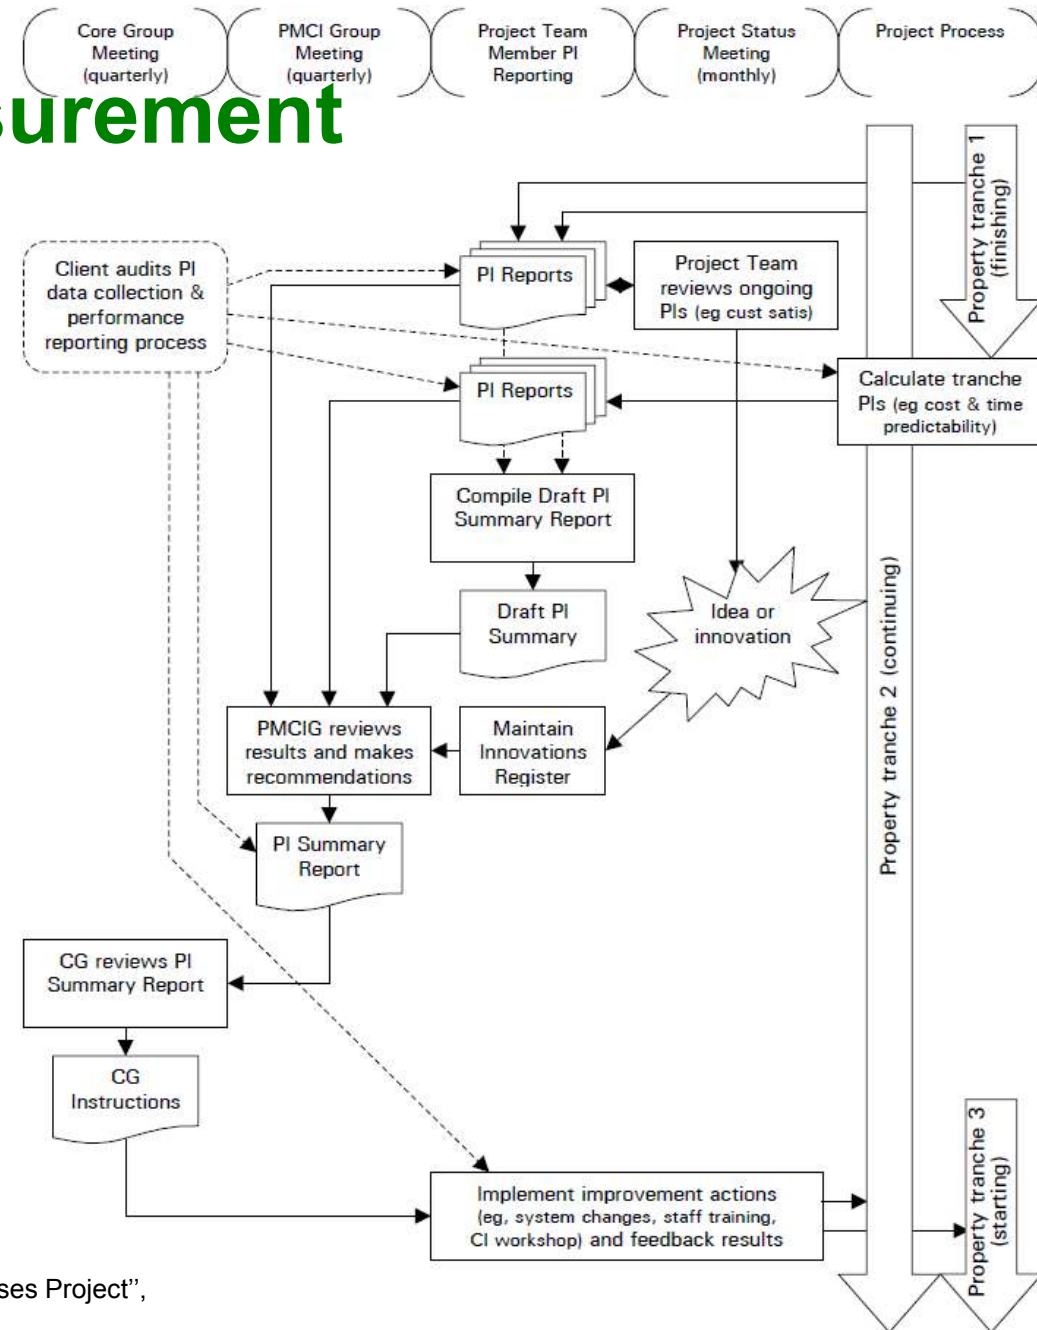 Core Group
Meeting
(quarterly)
PMCI Group
Meeting
(quarterly)
Project Team
Member PI
Reporting
Project Status
Meeting
(monthly)
Project Process
surement
Property tranche 1
(finishing)
Client audits PI
data collection &
performance
reporting process
PI Reports
Project Team
reviews ongoing
PIs (eg cust satis)
PI Reports
Calculate tranche
PIs (eg cost & time
predictability)
Compile Draft PI
Summary Report
Draft PI
Summary
Idea or
innovation
Property tranche 2 (continuing)
PMCIG reviews
results and makes
recommendations
Maintain
Innovations
Register
PI Summary
Report
CG reviews PI
Summary Report
CG
Instructions
Implement improvement actions
(eg, system changes, staff training,
CI workshop) and feedback results
Property tranche 3
(starting)
ses Project’’,